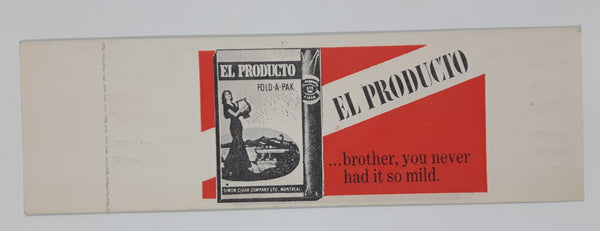 EL PRODUCTO
FOLD-A-PAK
SIMON CIGAR COMPANY, LTD., MONTREAL
EL PRODUCTO
...brother, you never
had it so mild.